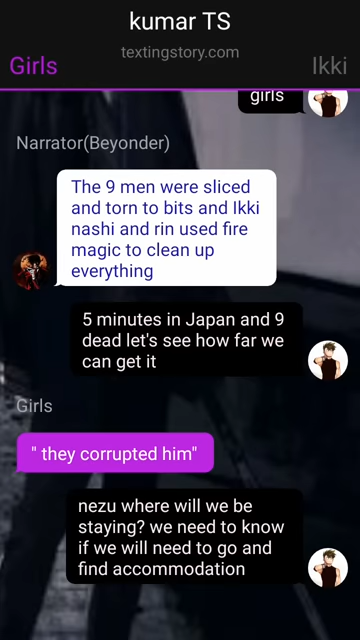 kumar TS
textingstory.com
Girls
Ikki
girls
Narrator(Beyonder)
The 9 men were sliced
and torn to bits and Ikki
nashi and rin used fire
magic to clean up
everything
5 minutes in Japan and 9
dead let's see how far we
can get it
Girls
" they corrupted him"
nezu where will we be
staying? we need to know
if we will need to go and
find accommodation